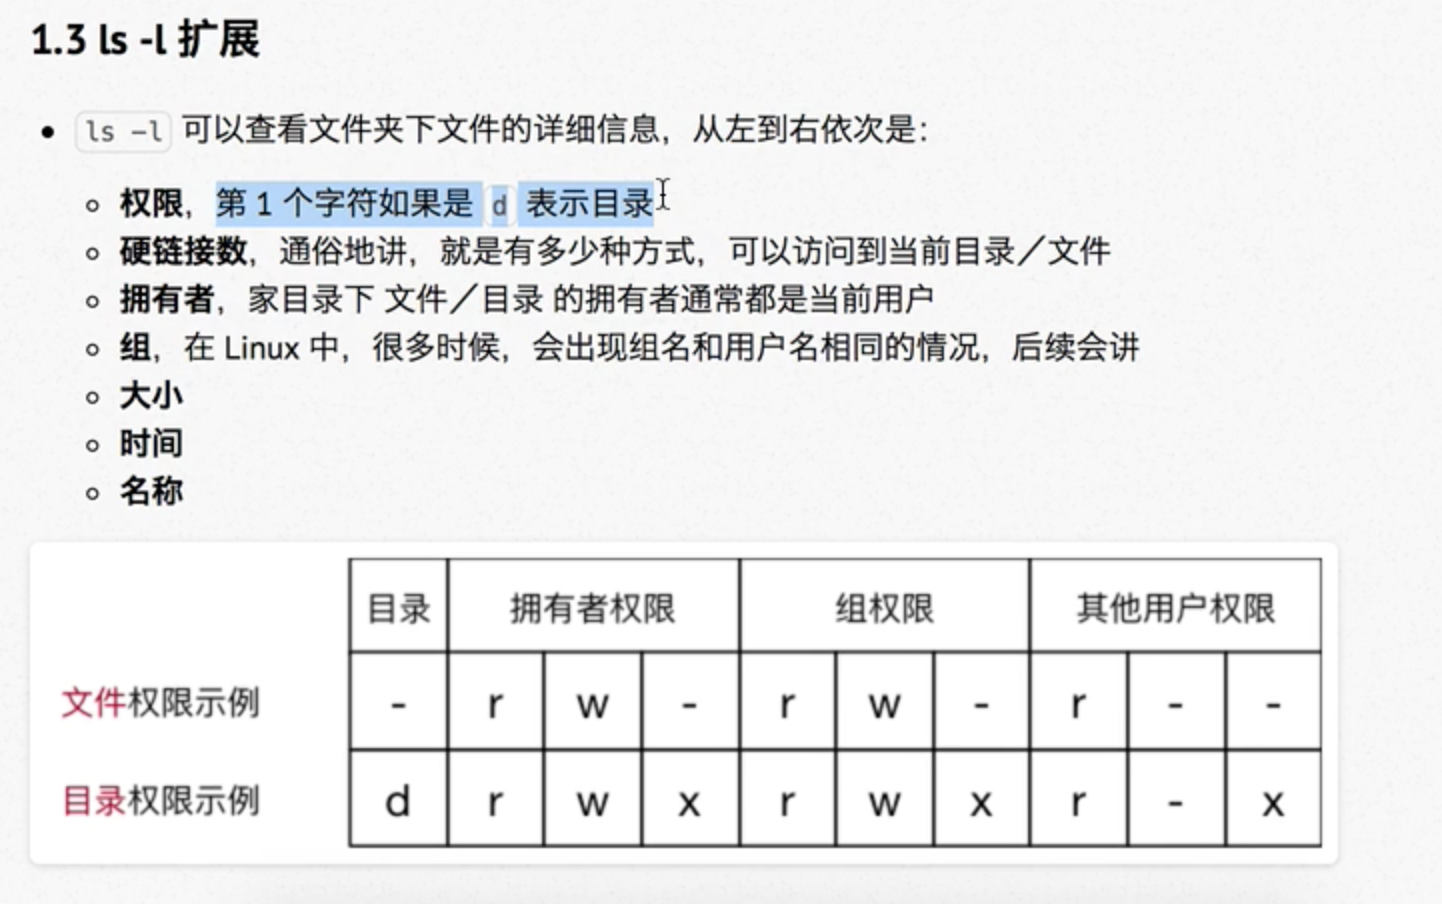 1.3 ls -l 扩展
ls -l 可以查看文件夹下文件的详细信息，从左到右依次是：
权限，第 1 个字符如果是 d 表示目录
硬链接数，通俗地讲，就是有多少种方式，可以访问到当前目录／文件
拥有者，家目录下 文件／目录 的拥有者通常都是当前用户
组，在 Linux 中，很多时候，会出现组名和用户名相同的情况，后续会讲
大小
时间
名称
目录 拥有者权限 组权限 其他用户权限
文件权限示例 - r w - r w - r - -
目录权限示例 d r w x r w x r - x